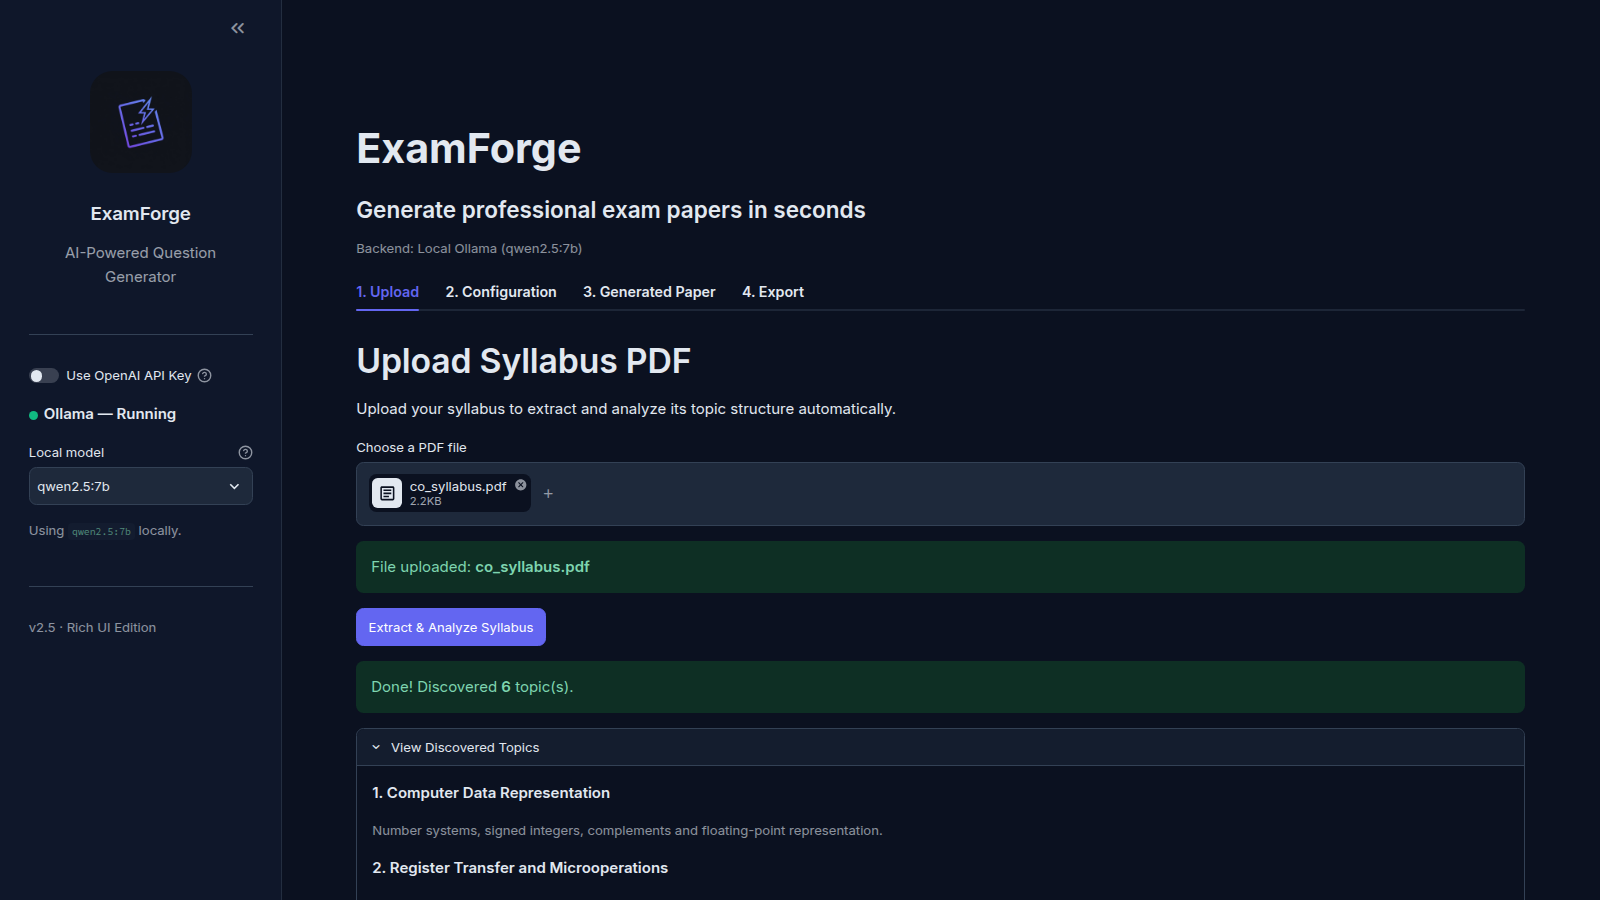 ExamForge
AI-Powered Question
Generator
Use OpenAI API Key
Ollama — Running
Local model
qwen2.5:7b
Using qwen2.5:7b locally.
v2.5 · Rich UI Edition
ExamForge
Generate professional exam papers in seconds
Backend: Local Ollama (qwen2.5:7b)
1. Upload 2. Configuration 3. Generated Paper 4. Export
Upload Syllabus PDF
Upload your syllabus to extract and analyze its topic structure automatically.
Choose a PDF file
co_syllabus.pdf
2.2KB
File uploaded: co_syllabus.pdf
Extract & Analyze Syllabus
Done! Discovered 6 topic(s).
View Discovered Topics
1. Computer Data Representation
Number systems, signed integers, complements and floating-point representation.
2. Register Transfer and Microoperations